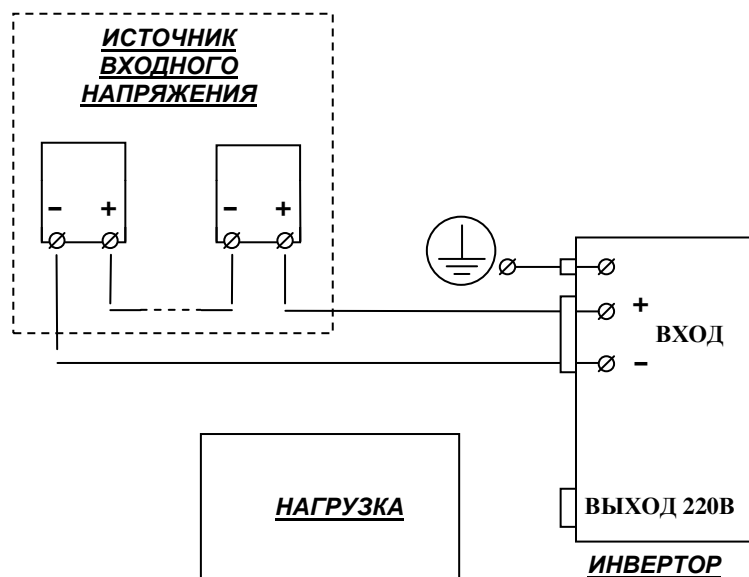 ИСТОЧНИК
ВХОДНОГО
НАПРЯЖЕНИЯ
- + - +
+
ВХОД
-
НАГРУЗКА
ВЫХОД 220В
ИНВЕРТОР